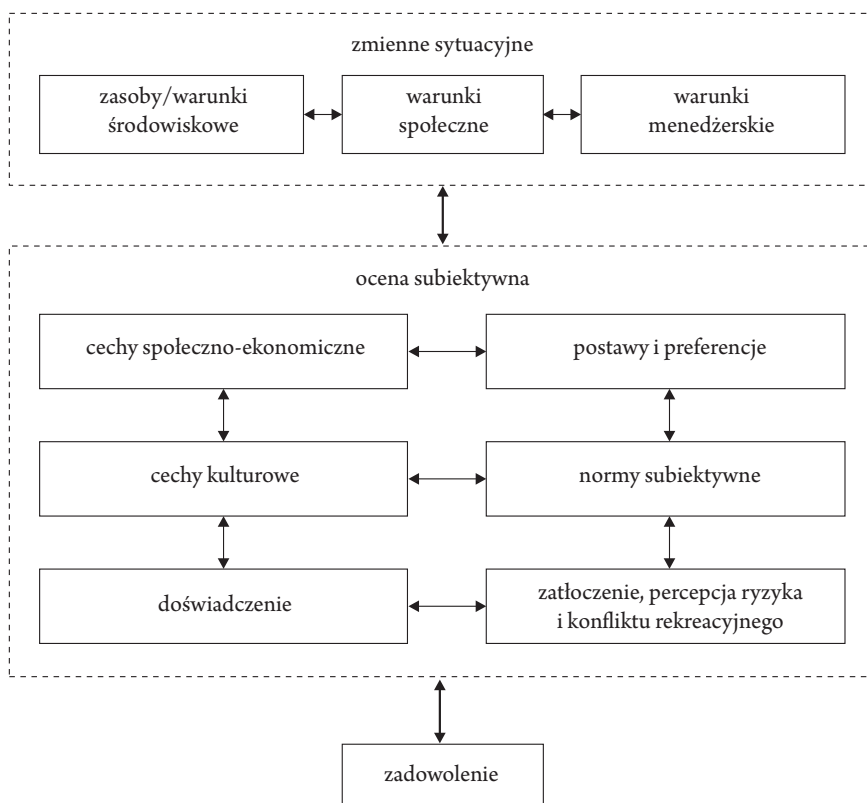 zmienne sytuacyjne
zasoby/warunki
środowiskowe
warunki
społeczne
warunki
menedżerskie
ocena subiektywna
cechy społeczno-ekonomiczne
postawy i preferencje
cechy kulturowe
normy subiektywne
doświadczenie
zatłoczenie, percepcja ryzyka
i konfliktu rekreacyjnego
zadowolenie